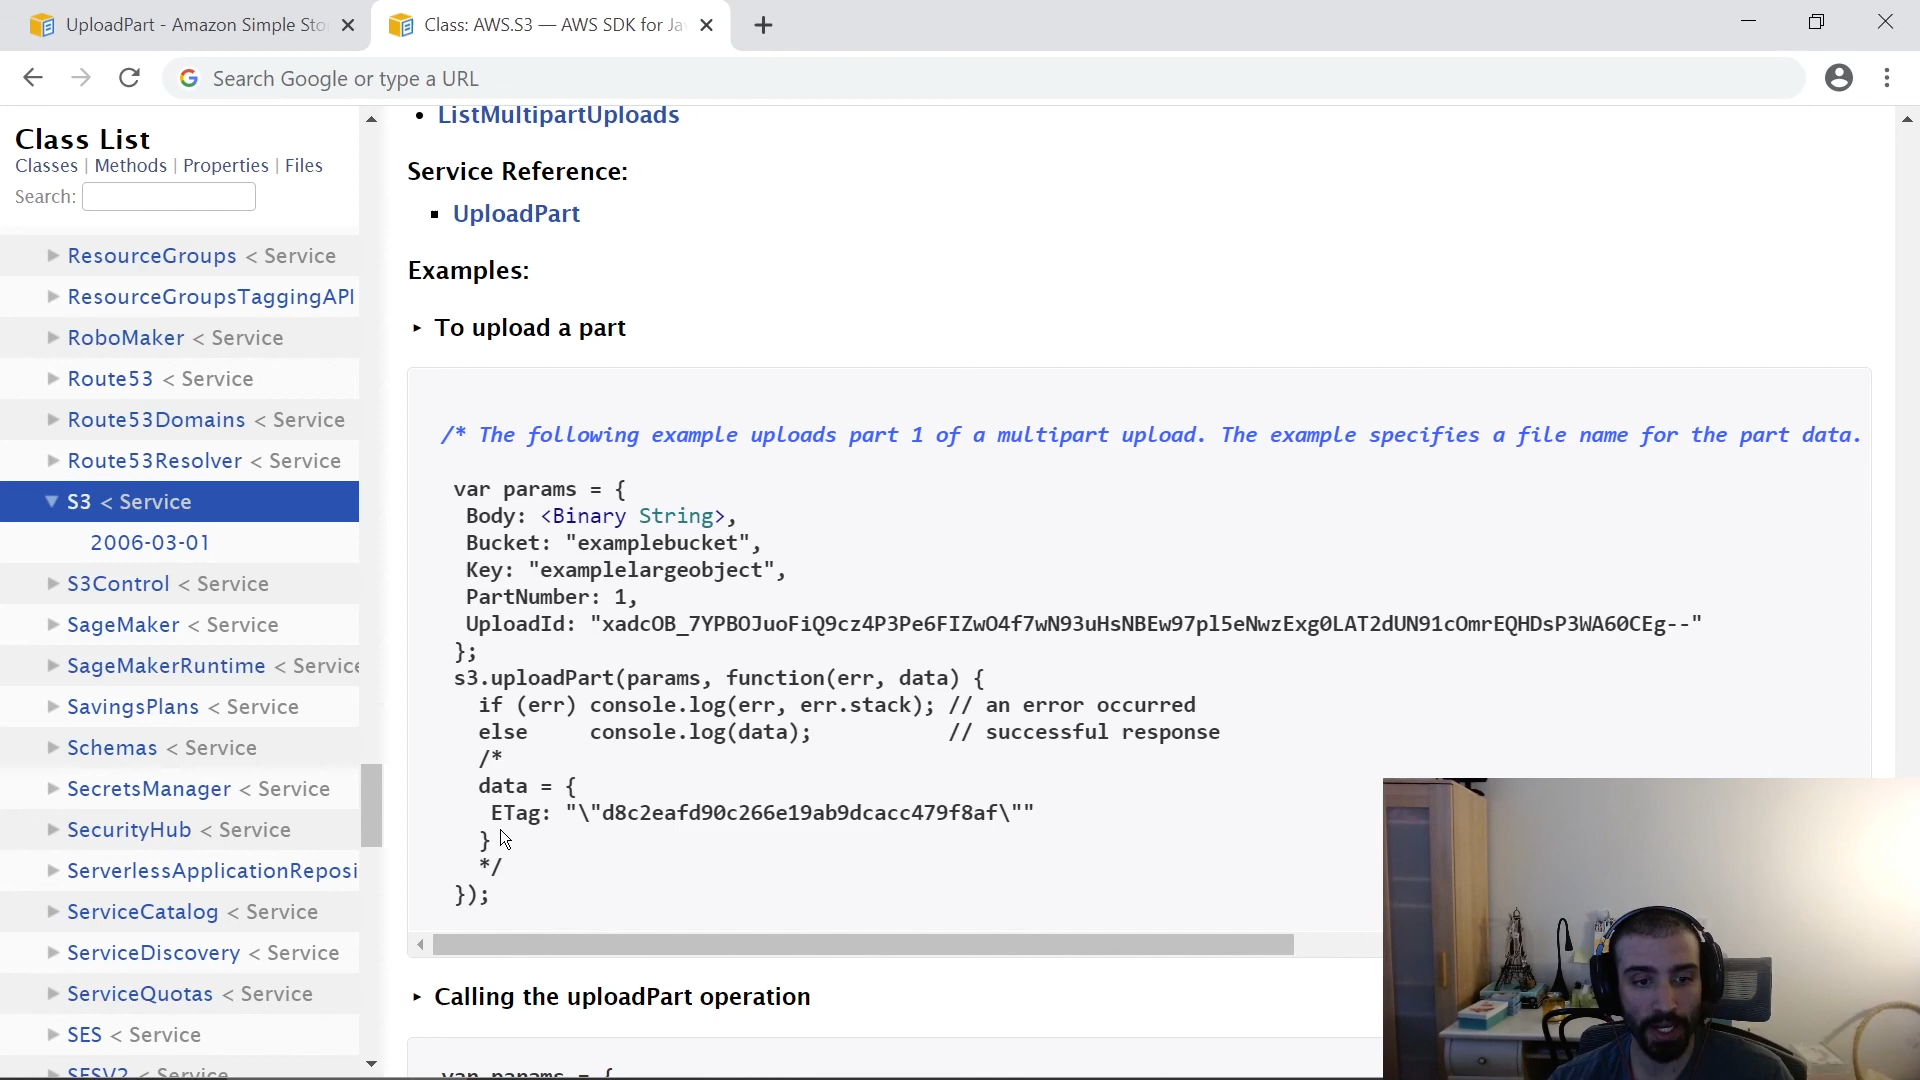 UploadPart - Amazon Simple Sto
Class: AWS.S3 — AWS SDK for Ja
Search Google or type a URL
Class List
Classes | Methods | Properties | Files
Search:
ResourceGroups < Service
ResourceGroupsTaggingAPI
RoboMaker < Service
Route53 < Service
Route53Domains < Service
Route53Resolver < Service
S3 < Service
2006-03-01
S3Control < Service
SageMaker < Service
SageMakerRuntime < Service
SavingsPlans < Service
Schemas < Service
SecretsManager < Service
SecurityHub < Service
ServerlessApplicationReposi
ServiceCatalog < Service
ServiceDiscovery < Service
ServiceQuotas < Service
SES < Service
SESV2 < Service
ListMultipartUploads
Service Reference:
UploadPart
Examples:
To upload a part
/* The following example uploads part 1 of a multipart upload. The example specifies a file name for the part data.
var params = {
Body: <Binary String>,
Bucket: "examplebucket",
Key: "examplelargeobject",
PartNumber: 1,
UploadId: "xadcOB_7YPBOJuoFiQ9cz4P3Pe6FIZwO4f7wN93uHsNBEw97pl5eNwzExg0LAT2dUN91cOmrEQHDsP3WA60CEg--"
};
s3.uploadPart(params, function(err, data) {
if (err) console.log(err, err.stack); // an error occurred
else console.log(data); // successful response
/*
data = {
ETag: "\"d8c2eafd90c266e19ab9dcacc479f8af\""
}
*/
});
Calling the uploadPart operation
var params = {